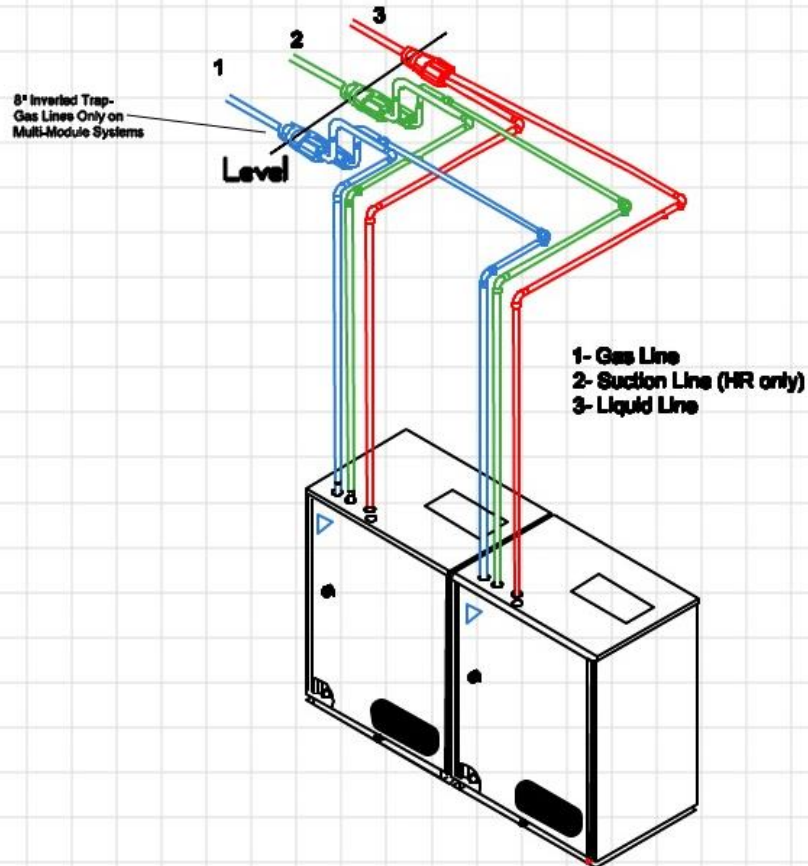 3
2
1
8" Inverted Trap-
Gas Lines Only on
Multi-Module Systems
Level
1- Gas Line
2- Suction Line (HR only)
3- Liquid Line